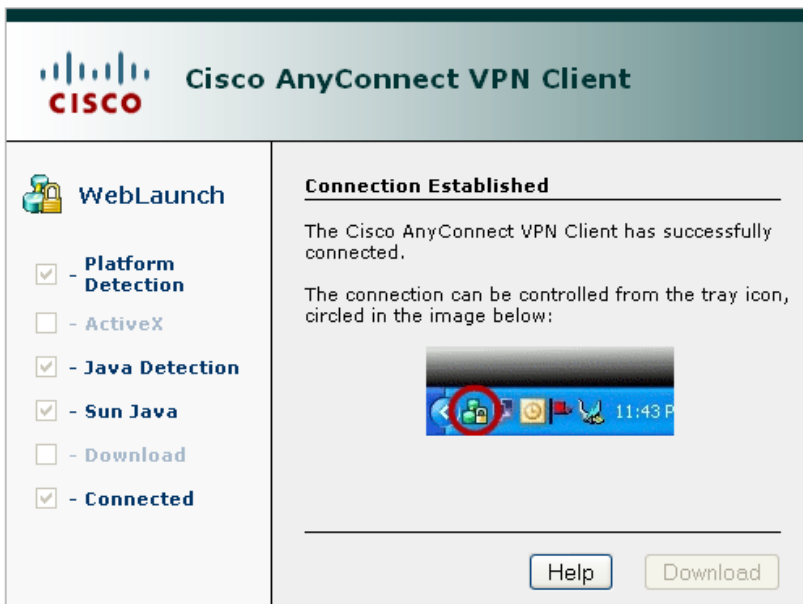 CISCO
Cisco AnyConnect VPN Client
WebLaunch
- Platform
Detection
- ActiveX
- Java Detection
- Sun Java
- Download
- Connected
Connection Established
The Cisco AnyConnect VPN Client has successfully
connected.
The connection can be controlled from the tray icon,
circled in the image below:
11:43 P
Help
Download